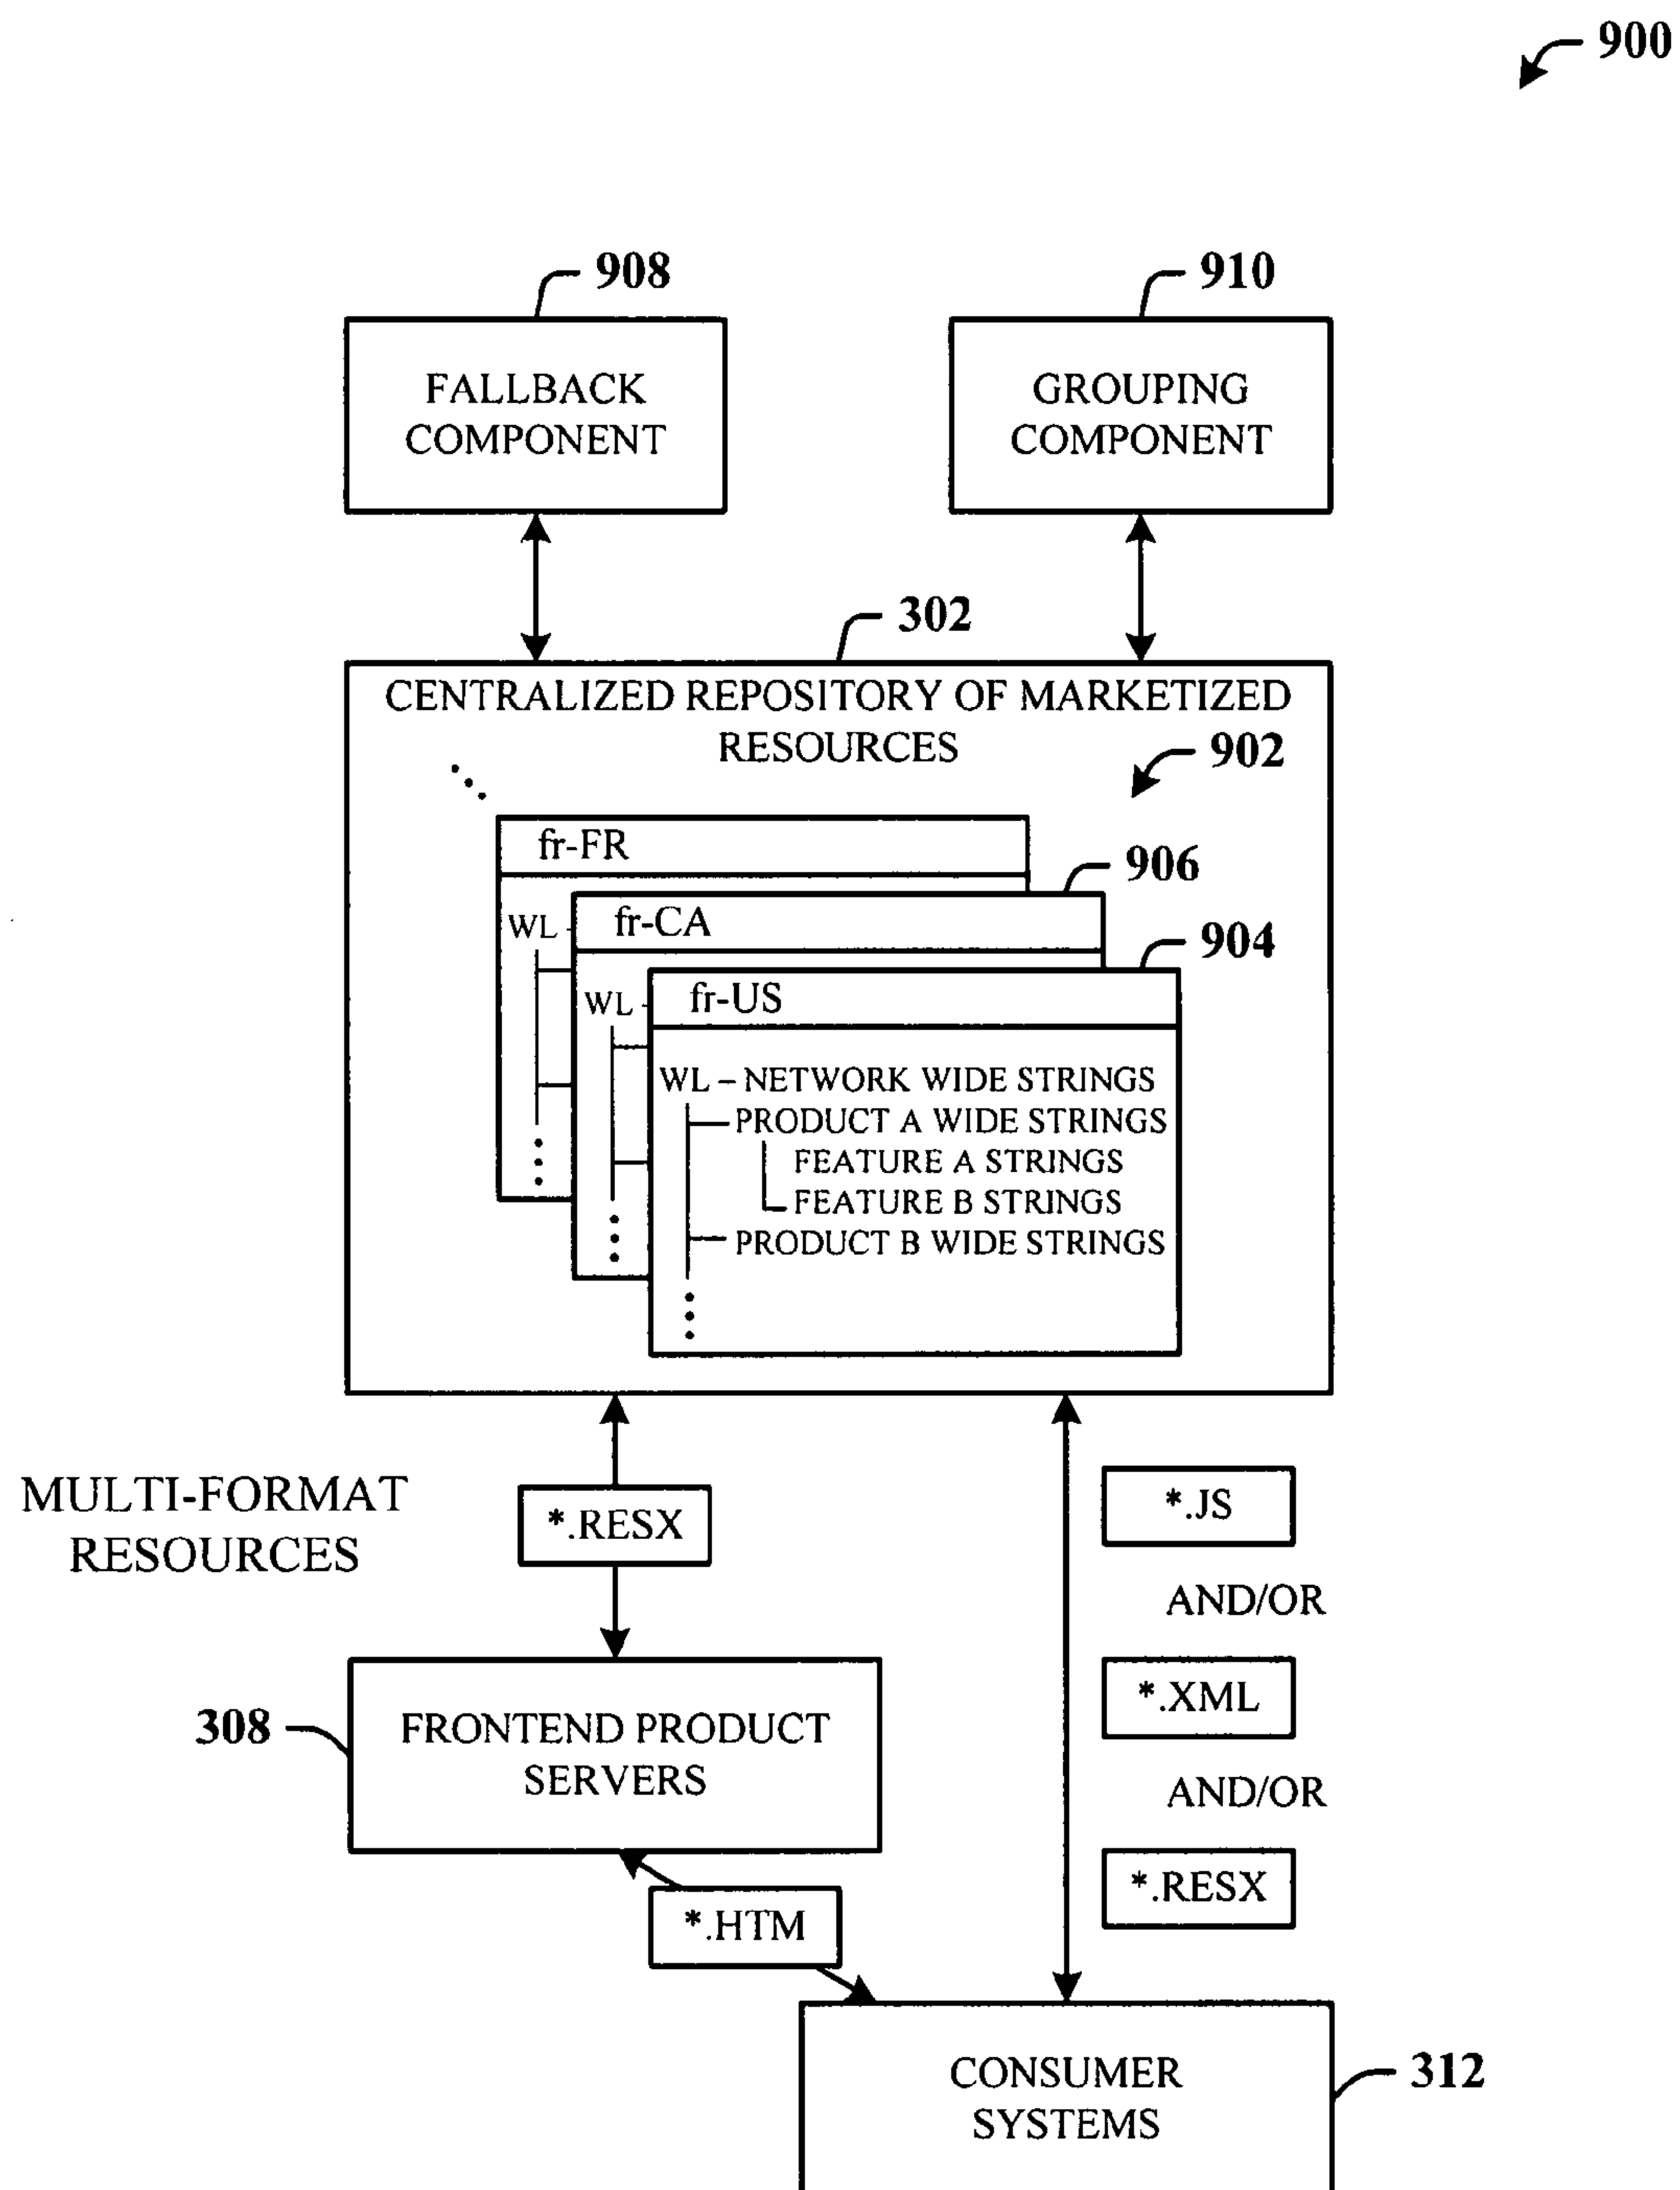 900
908
910
FALLBACK
COMPONENT
GROUPING
COMPONENT
302
CENTRALIZED REPOSITORY OF MARKETIZED
RESOURCES
902
fr-FR
906
WL
fr-CA
904
WL
fr-US
WL – NETWORK WIDE STRINGS
PRODUCT A WIDE STRINGS
FEATURE A STRINGS
FEATURE B STRINGS
PRODUCT B WIDE STRINGS
MULTI-FORMAT
RESOURCES
*.RESX
*.JS
AND/OR
*.XML
AND/OR
*.RESX
308
FRONTEND PRODUCT
SERVERS
*.HTM
CONSUMER
SYSTEMS
312